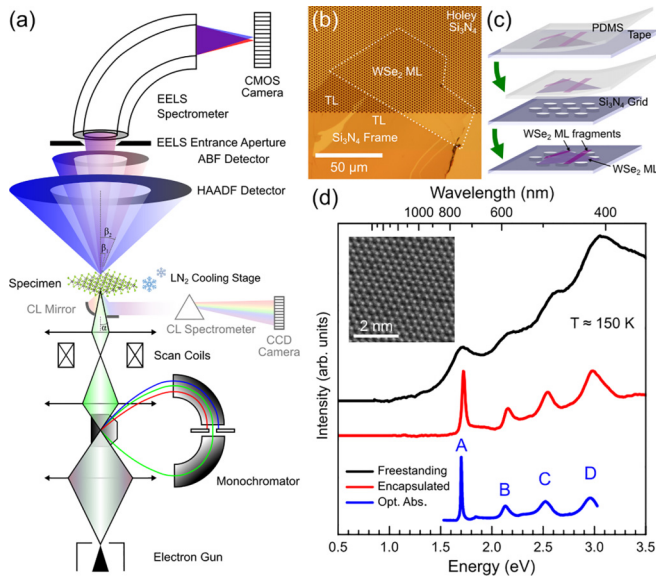 (a)
CMOS
Camera
EELS
Spectrometer
EELS Entrance Aperture
ABF Detector
HAADF Detector
β₂
β₁
Specimen
LN₂ Cooling Stage
CL Mirror
α
CL Spectrometer
CCD
Camera
Scan Coils
Monochromator
Electron Gun
(b)
Holey
Si₃N₄
WSe₂ ML
TL
TL
Si₃N₄ Frame
50 μm
(c)
PDMS
Tape
Si₃N₄ Grid
WSe₂ ML fragments
WSe₂ ML
(d)
Wavelength (nm)
1000 800 600 400
2 nm
T ≈ 150 K
Intensity (arb. units)
A
B
C
D
Freestanding
Encapsulated
Opt. Abs.
0.5 1.0 1.5 2.0 2.5 3.0 3.5
Energy (eV)